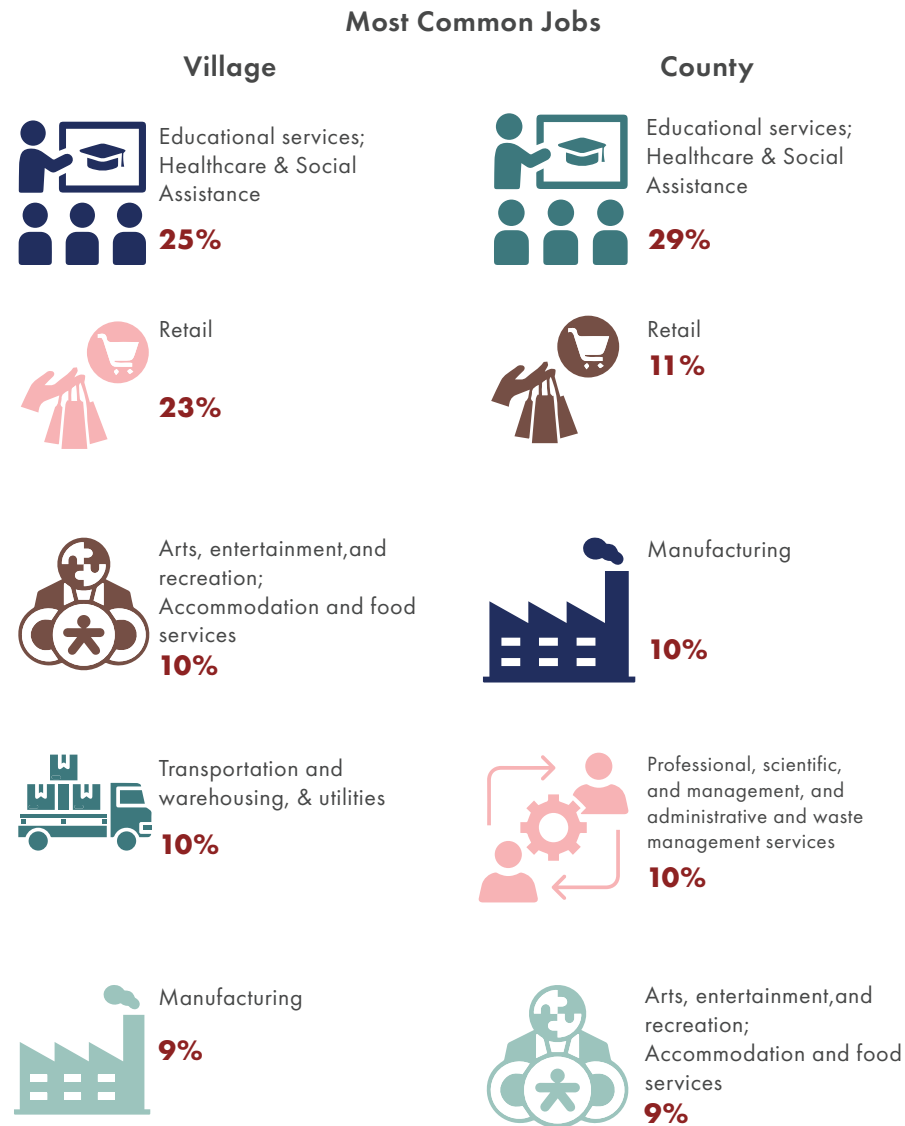 Most Common Jobs
Village
Educational services;
Healthcare & Social
Assistance
25%
Retail
23%
Arts, entertainment,and
recreation;
Accommodation and food
services
10%
Transportation and
warehousing, & utilities
10%
Manufacturing
9%
County
Educational services;
Healthcare & Social
Assistance
29%
Retail
11%
Manufacturing
10%
Professional, scientific,
and management, and
administrative and waste
management services
10%
Arts, entertainment,and
recreation;
Accommodation and food
services
9%